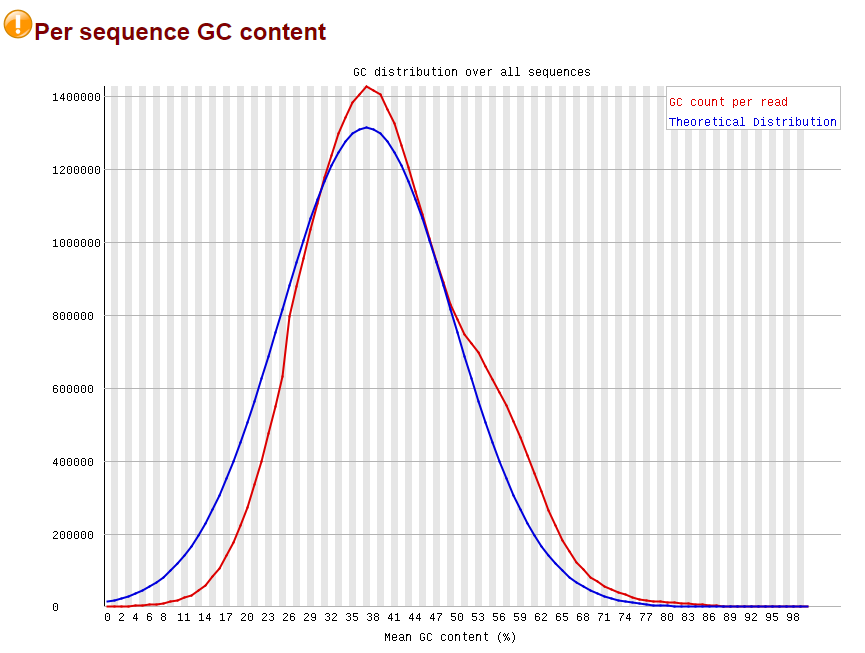 Per sequence GC content
GC distribution over all sequences
GC count per read
Theoretical Distribution
1400000
1200000
1000000
800000
600000
400000
200000
0
0 2 4 6 8 11 14 17 20 23 26 29 32 35 38 41 44 47 50 53 56 59 62 65 68 71 74 77 80 83 86 89 92 95 98
Mean GC content (%)